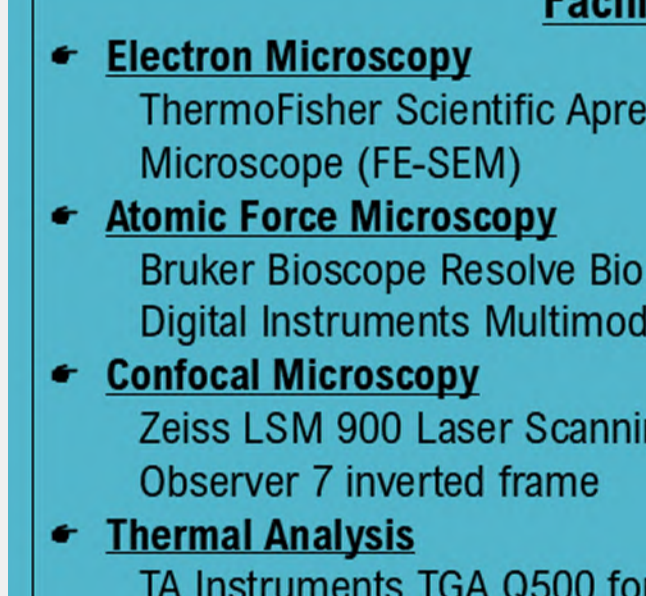 Electron Microscopy
ThermoFisher Scientific
Microscope (FE-SEM)
Atomic Force Microscopy
Bruker Bioscope Resolve Bio
Digital Instruments
Confocal Microscopy
Zeiss LSM 900 Laser
Observer 7 inverted frame
Thermal Analysis
TA Instruments TGA Q500